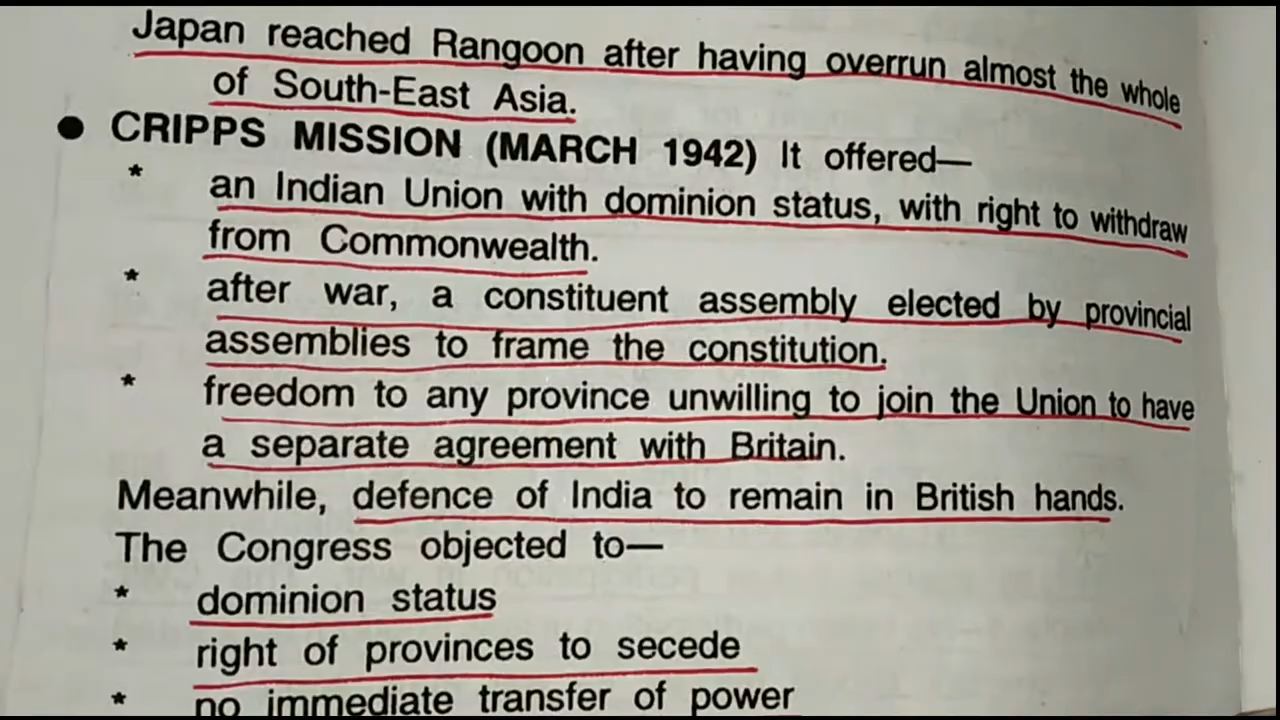 Japan reached Rangoon after having overrun almost the whole
of South-East Asia.
● CRIPPS MISSION (MARCH 1942) It offered—
* an Indian Union with dominion status, with right to withdraw
from Commonwealth.
* after war, a constituent assembly elected by provincial
assemblies to frame the constitution.
* freedom to any province unwilling to join the Union to have
a separate agreement with Britain.
Meanwhile, defence of India to remain in British hands.
The Congress objected to—
* dominion status
* right of provinces to secede
* no immediate transfer of power